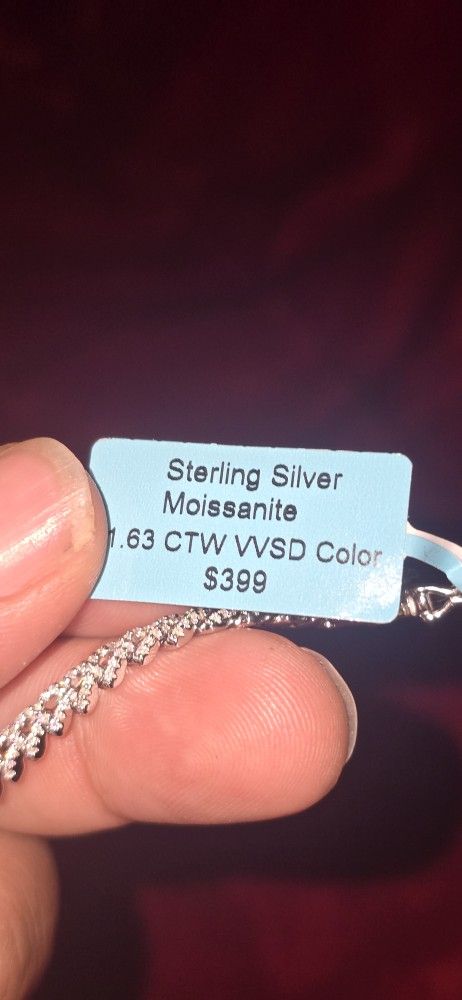 Sterling Silver
Moissanite
1.63 CTW VVSD Color
$399